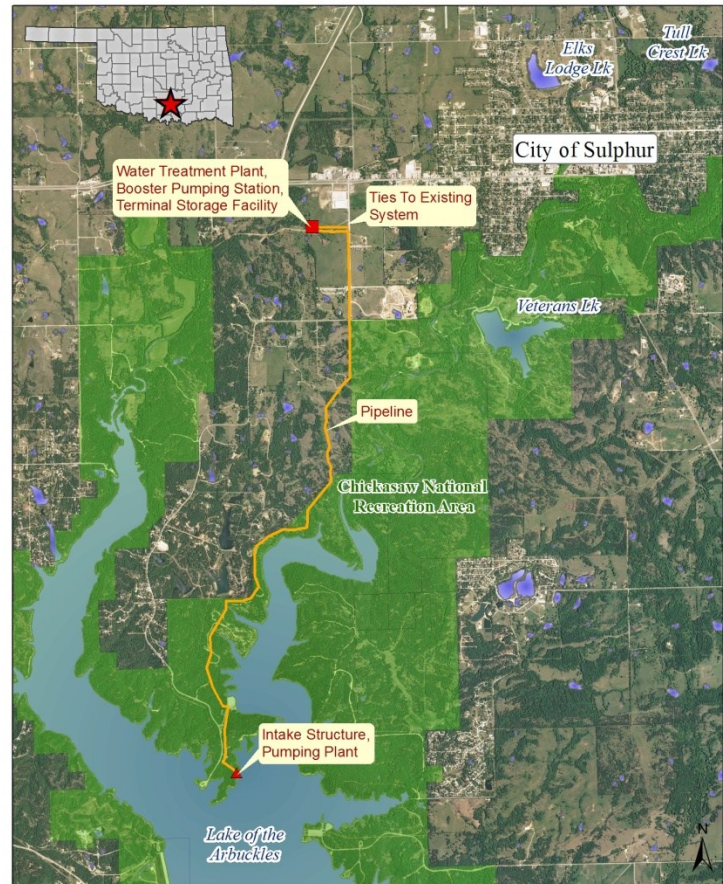 Elks
Lodge Lk
Tull
Crest Lk
City of Sulphur
Water Treatment Plant,
Booster Pumping Station,
Terminal Storage Facility
Ties To Existing
System
Veterans Lk
Pipeline
Chickasaw National
Recreation Area
Intake Structure,
Pumping Plant
Lake of the
Arbuckles
N